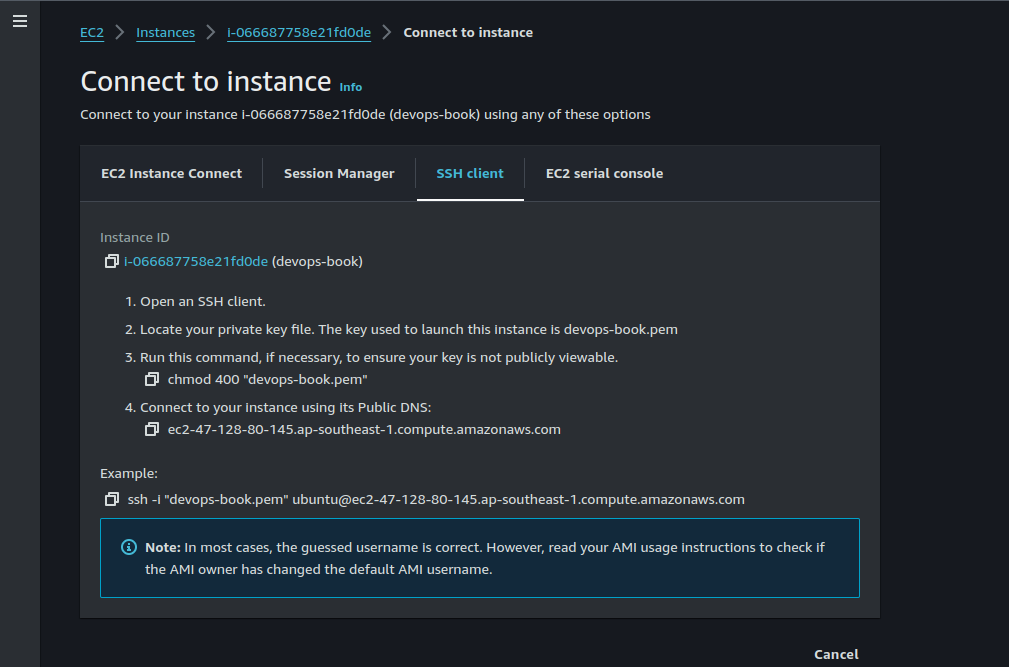 EC2 Instances i-066687758e21fd0de Connect to instance
Connect to instance Info
Connect to your instance i-066687758e21fd0de (devops-book) using any of these options
EC2 Instance Connect Session Manager SSH client EC2 serial console
Instance ID
i-066687758e21fd0de (devops-book)
1. Open an SSH client.
2. Locate your private key file. The key used to launch this instance is devops-book.pem
3. Run this command, if necessary, to ensure your key is not publicly viewable.
chmod 400 "devops-book.pem"
4. Connect to your instance using its Public DNS:
ec2-47-128-80-145.ap-southeast-1.compute.amazonaws.com
Example:
ssh -i "devops-book.pem" ubuntu@ec2-47-128-80-145.ap-southeast-1.compute.amazonaws.com
Note: In most cases, the guessed username is correct. However, read your AMI usage instructions to check if
the AMI owner has changed the default AMI username.
Cancel